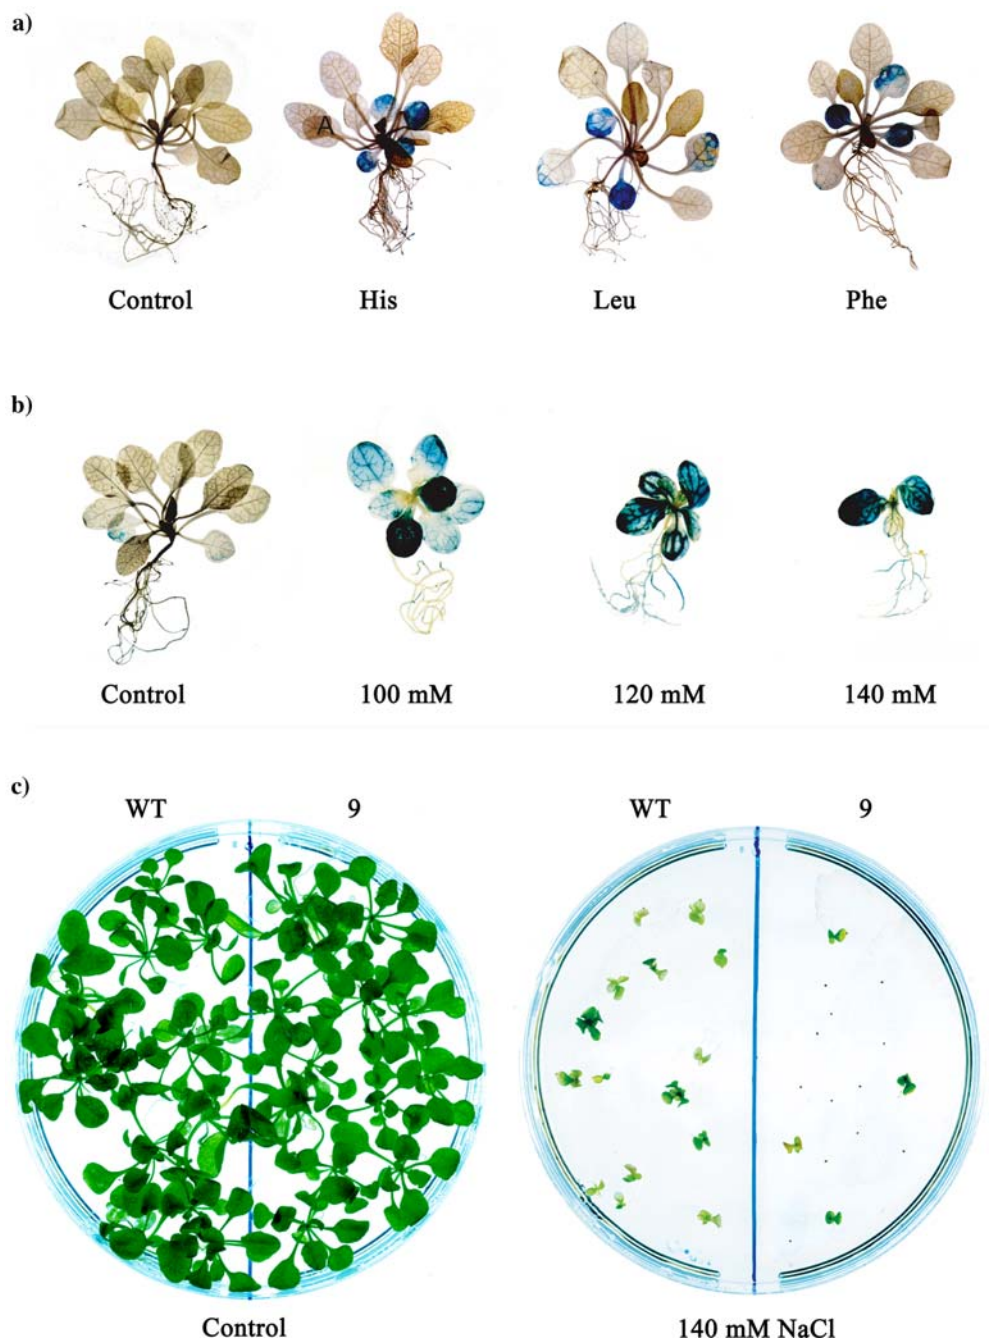 a)
A
Control His Leu Phe
b)
Control 100 mM 120 mM 140 mM
c)
WT 9 WT 9
Control 140 mM NaCl